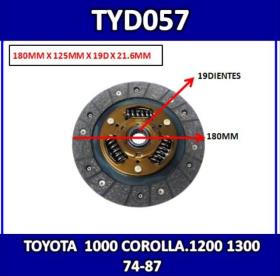 TYD057
180MM X 125MM X 19D X 21.6MM
19DIENTES
180MM
TOYOTA 1000 COROLLA.1200 1300
74-87